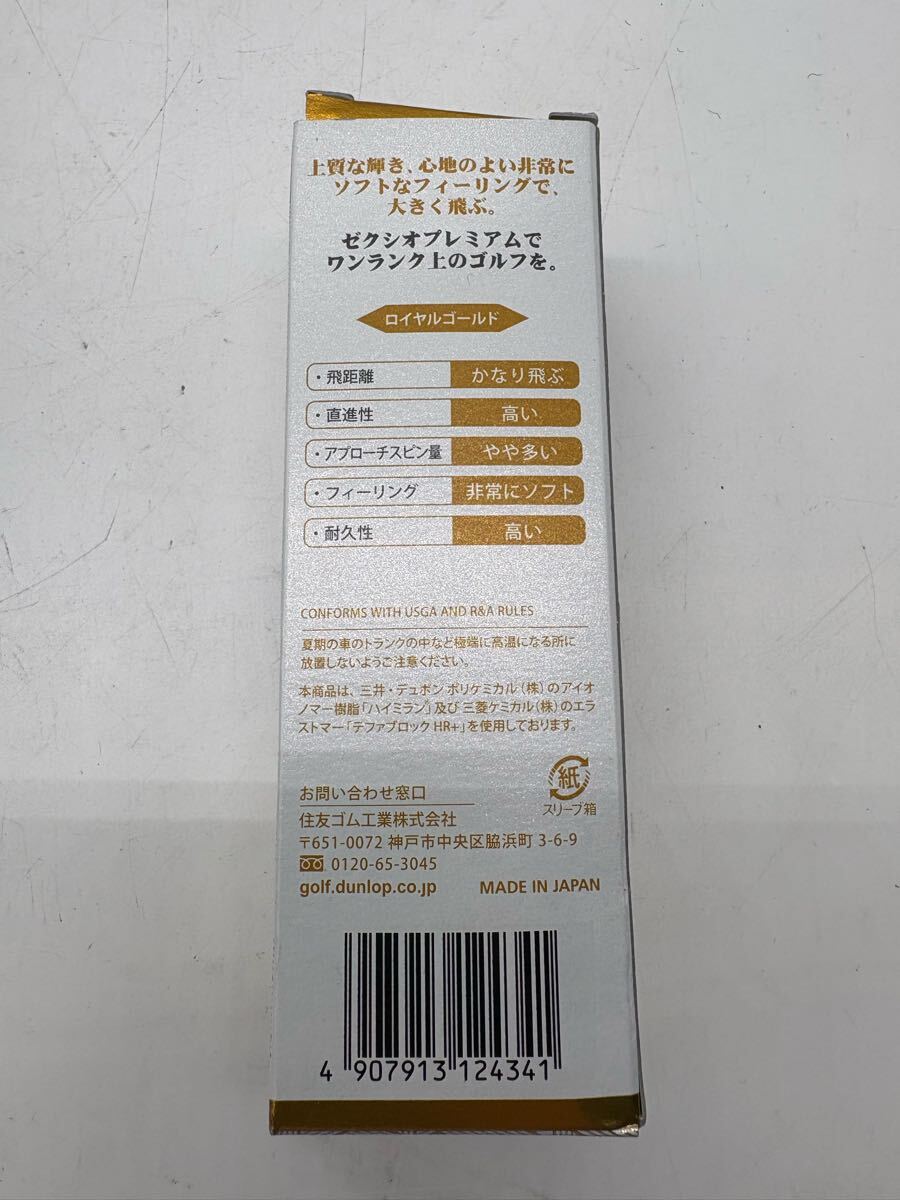 上質な輝き、心地のよい非常に
ソフトなフィーリングで、
大きく飛ぶ。
ゼクシオプレミアムで
ワンランク上のゴルフを。
ロイヤルゴールド
・飛距離 かなり飛ぶ
・直進性 高い
・アプローチスピン量 やや多い
・フィーリング 非常にソフト
・耐久性 高い
CONFORMS WITH USGA AND R&A RULES
夏期の車のトランクの中など極端に高温になる所に
放置しないようご注意ください。
本商品は、三井・デュポン ポリケミカル(株)のアイオ
ノマー樹脂「ハイミラン」及び 三菱ケミカル(株)のエラ
ストマー「テファブロック HR+」を使用しております。
紙
スリーブ箱
お問い合わせ窓口
住友ゴム工業株式会社
〒651-0072 神戸市中央区脇浜町 3-6-9
0120-65-3045
golf.dunlop.co.jp MADE IN JAPAN
4 907913 124341